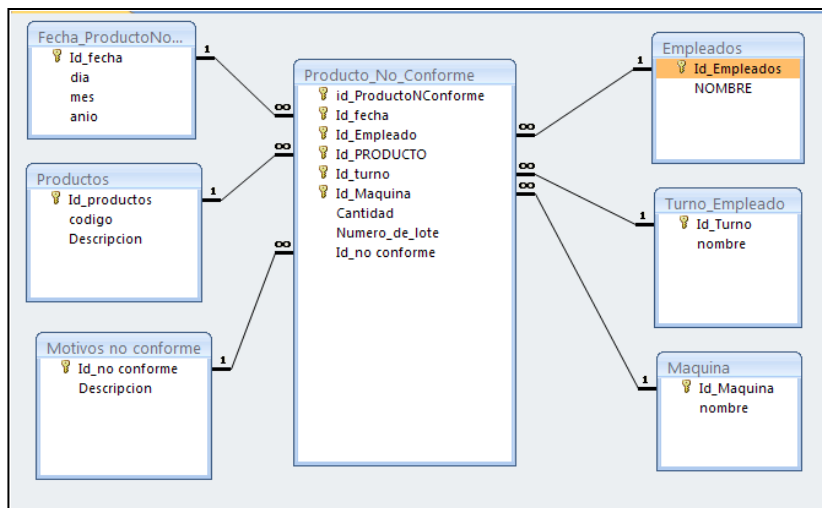 Fecha_ProductoNo...
Id_fecha
dia
mes
anio
1
∞
Productos
Id_productos
codigo
Descripcion
1
∞
Motivos no conforme
Id_no conforme
Descripcion
1
∞
Producto_No_Conforme
id_ProductoNConforme
Id_fecha
Id_Empleado
Id_PRODUCTO
Id_turno
Id_Maquina
Cantidad
Numero_de_lote
Id_no conforme
Empleados
Id_Empleados
NOMBRE
1
∞
Turno_Empleado
Id_Turno
nombre
1
∞
Maquina
Id_Maquina
nombre
1
∞